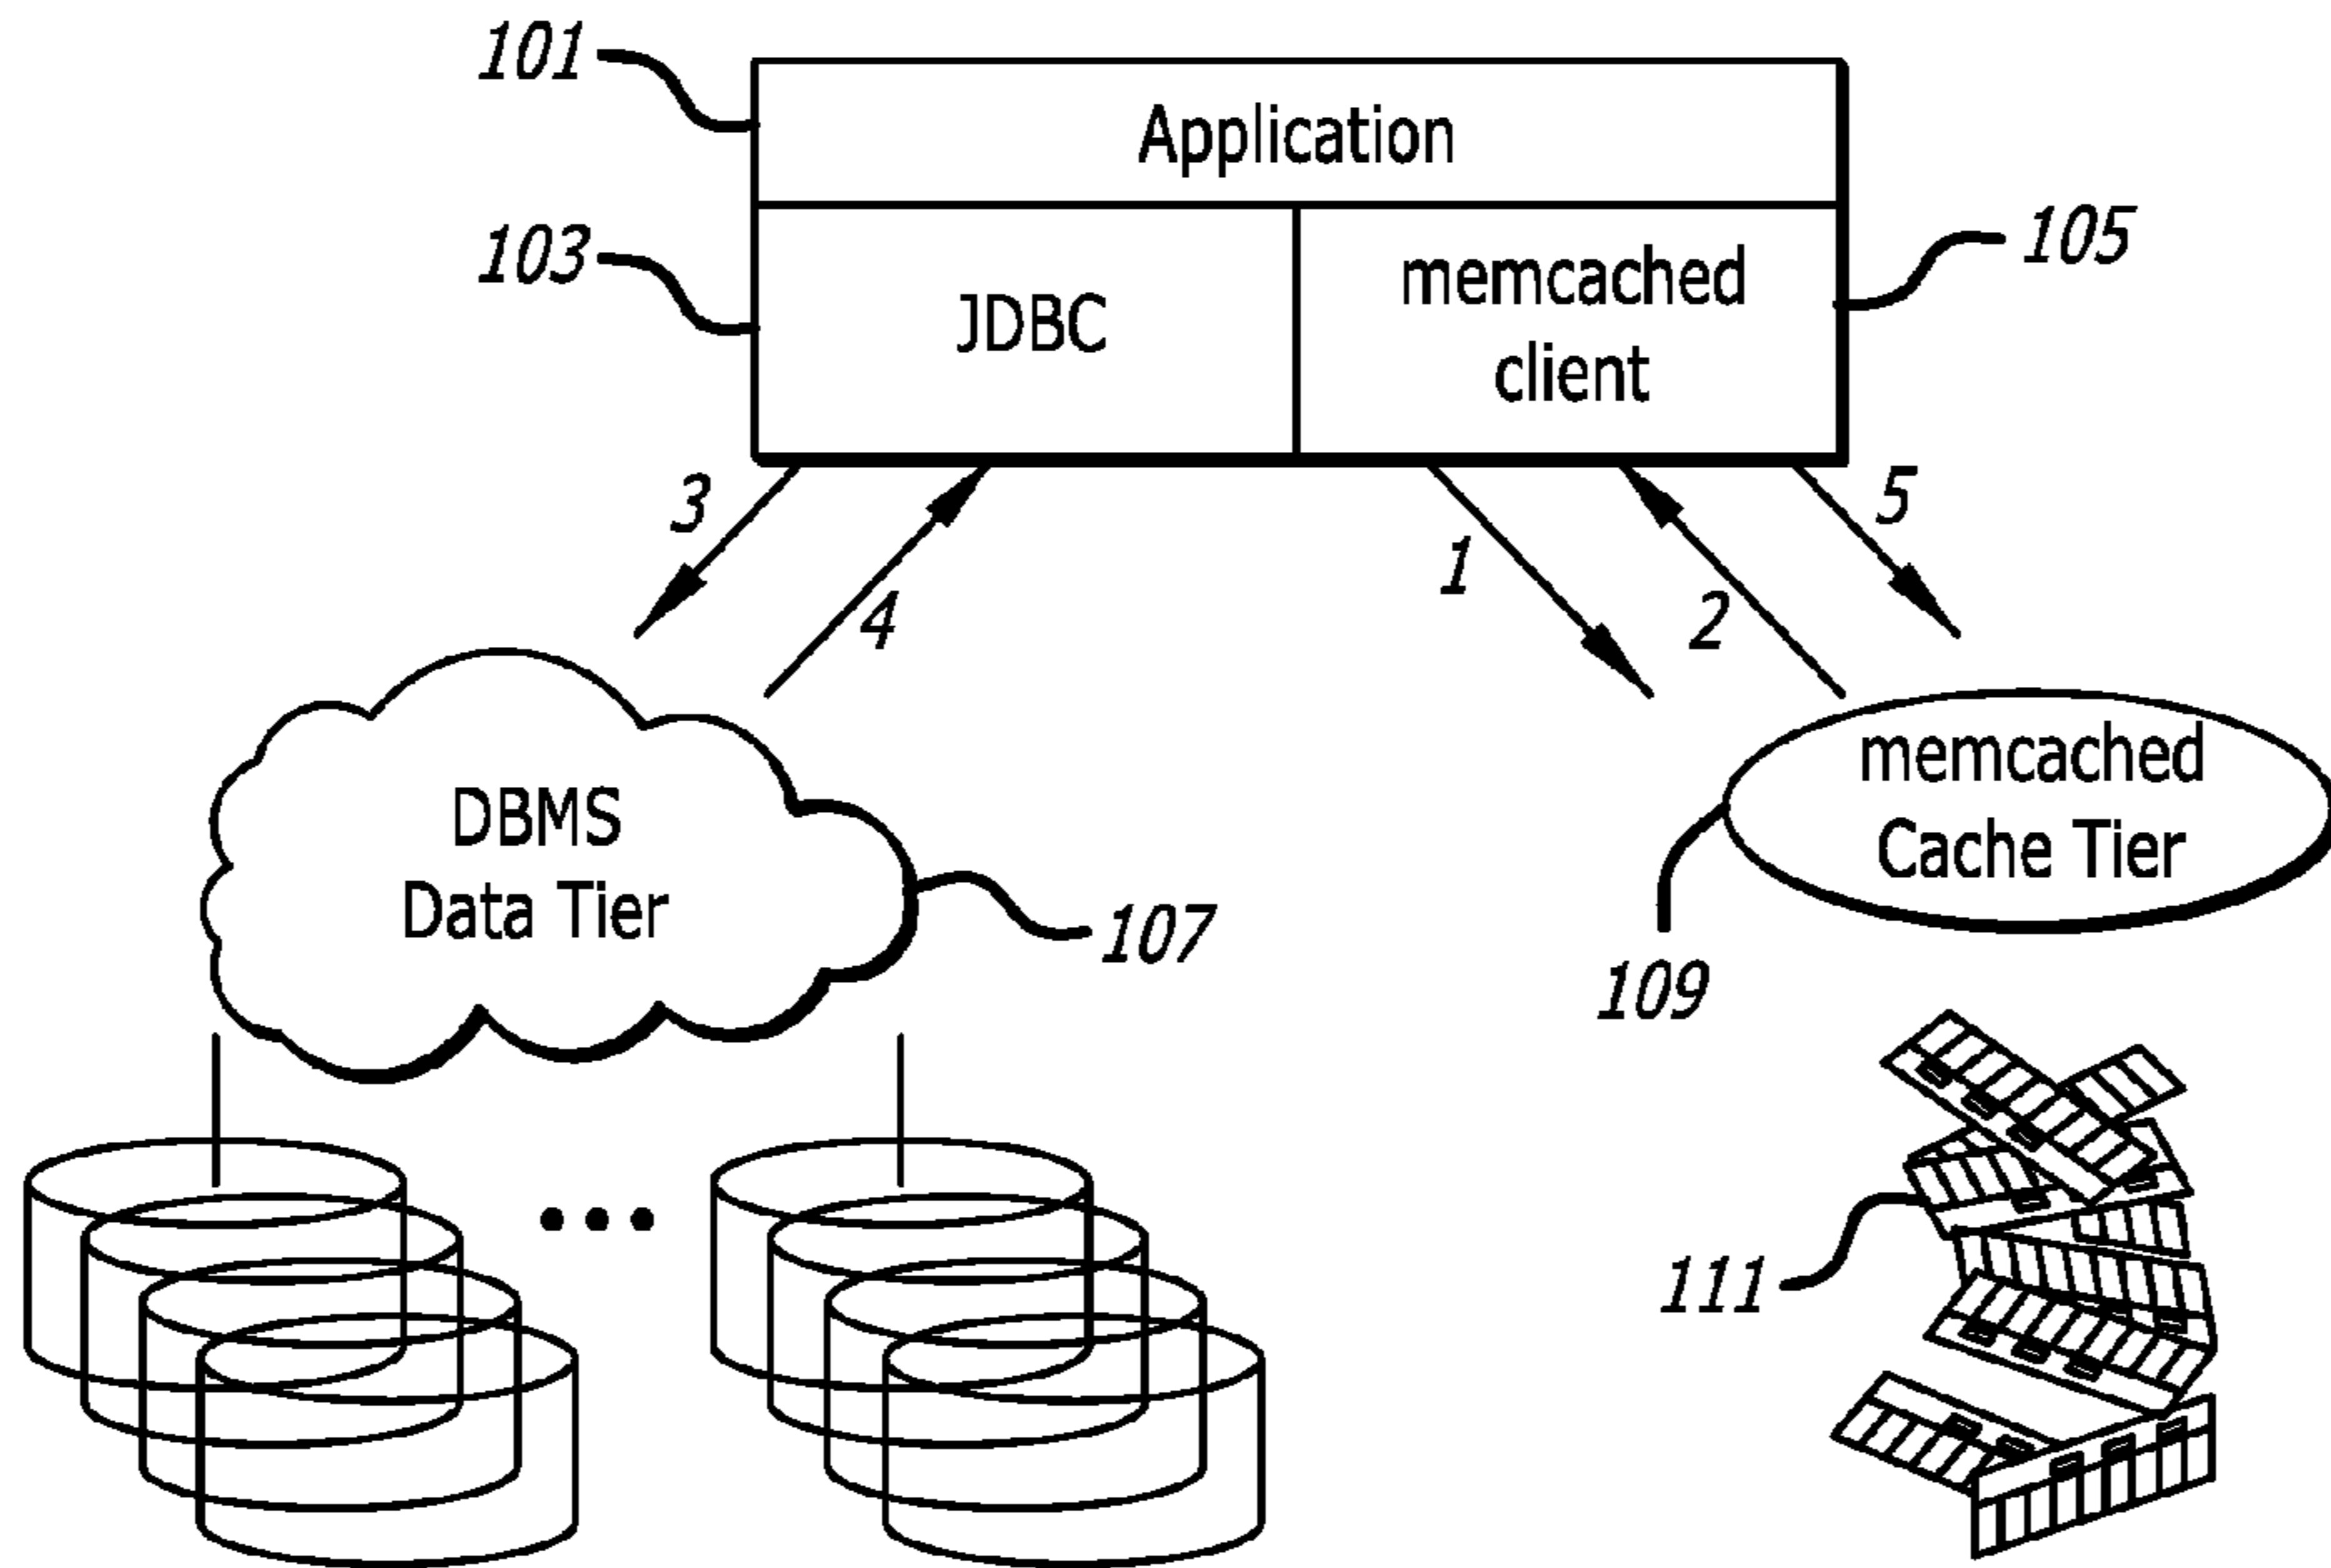 101
Application
103
JDBC
memcached
client
105
3
4
1
2
5
DBMS
Data Tier
107
memcached
Cache Tier
109
111